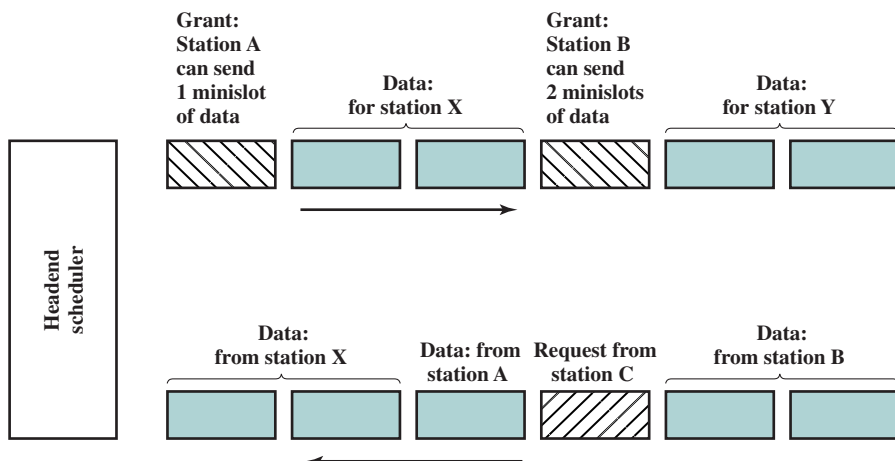 Grant:
Station A
can send
1 minislot
of data
Data:
for station X
Grant:
Station B
can send
2 minislots
of data
Data:
for station Y
Headend
scheduler
Data:
from station X
Data: from
station A
Request from
station C
Data:
from station B